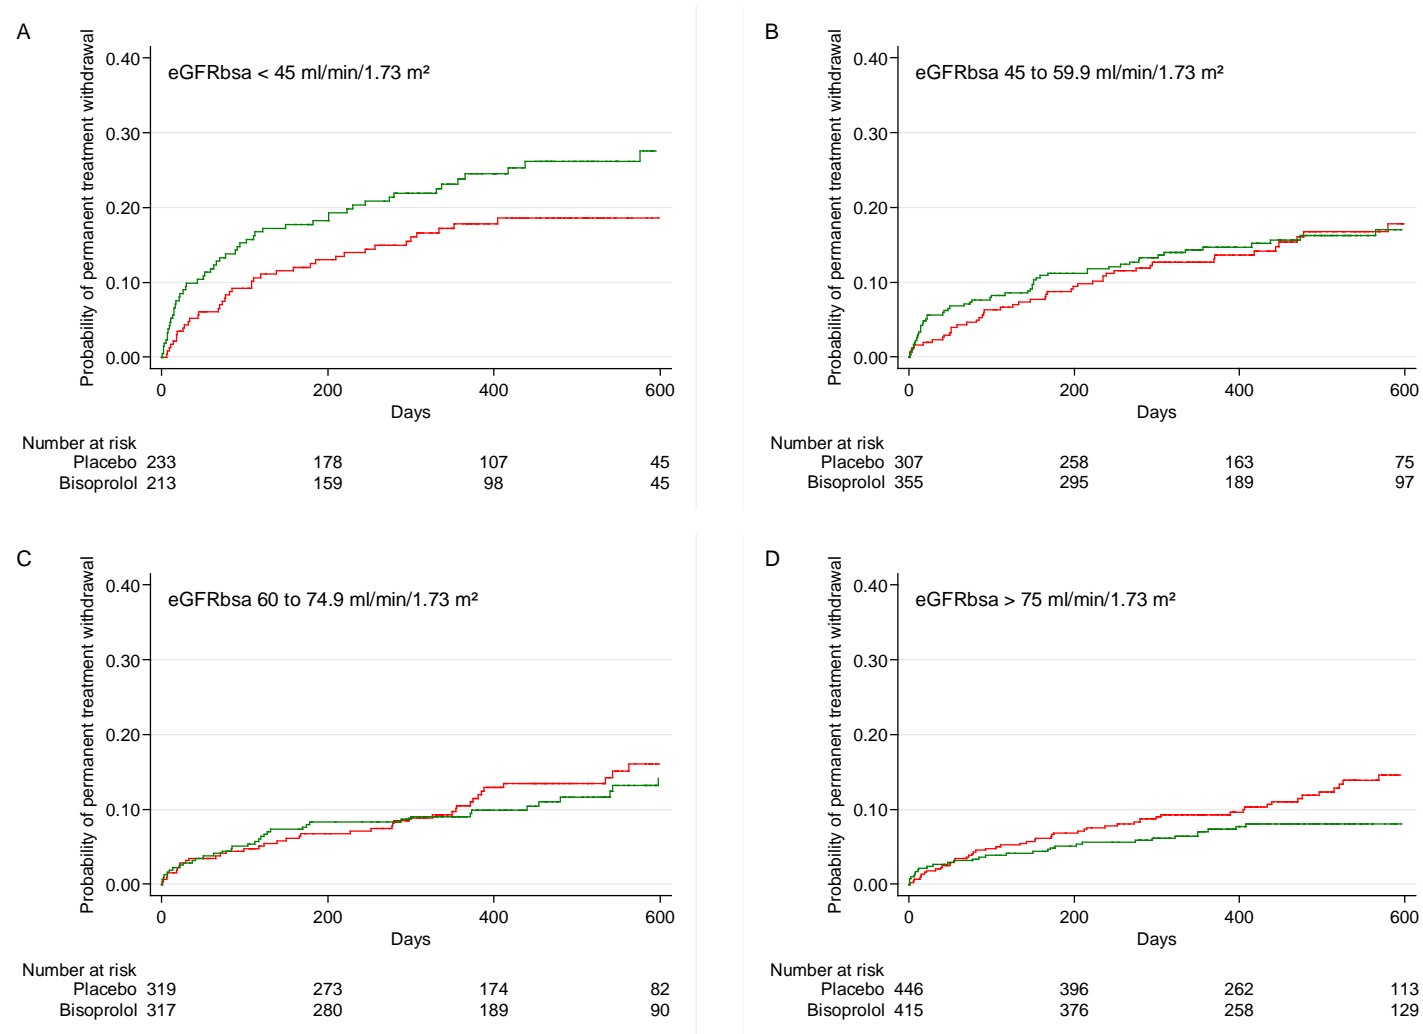 A
Probability of permanent treatment withdrawal
eGFRbsa < 45 ml/min/1.73 m²
0.40
0.30
0.20
0.10
0.00
0 200 400 600
Days
Number at risk
Placebo 233 178 107 45
Bisoprolol 213 159 98 45
B
Probability of permanent treatment withdrawal
eGFRbsa 45 to 59.9 ml/min/1.73 m²
0.40
0.30
0.20
0.10
0.00
0 200 400 600
Days
Number at risk
Placebo 307 258 163 75
Bisoprolol 355 295 189 97
C
Probability of permanent treatment withdrawal
eGFRbsa 60 to 74.9 ml/min/1.73 m²
0.40
0.30
0.20
0.10
0.00
0 200 400 600
Days
Number at risk
Placebo 319 273 174 82
Bisoprolol 317 280 189 90
D
Probability of permanent treatment withdrawal
eGFRbsa > 75 ml/min/1.73 m²
0.40
0.30
0.20
0.10
0.00
0 200 400 600
Days
Number at risk
Placebo 446 396 262 113
Bisoprolol 415 376 258 129